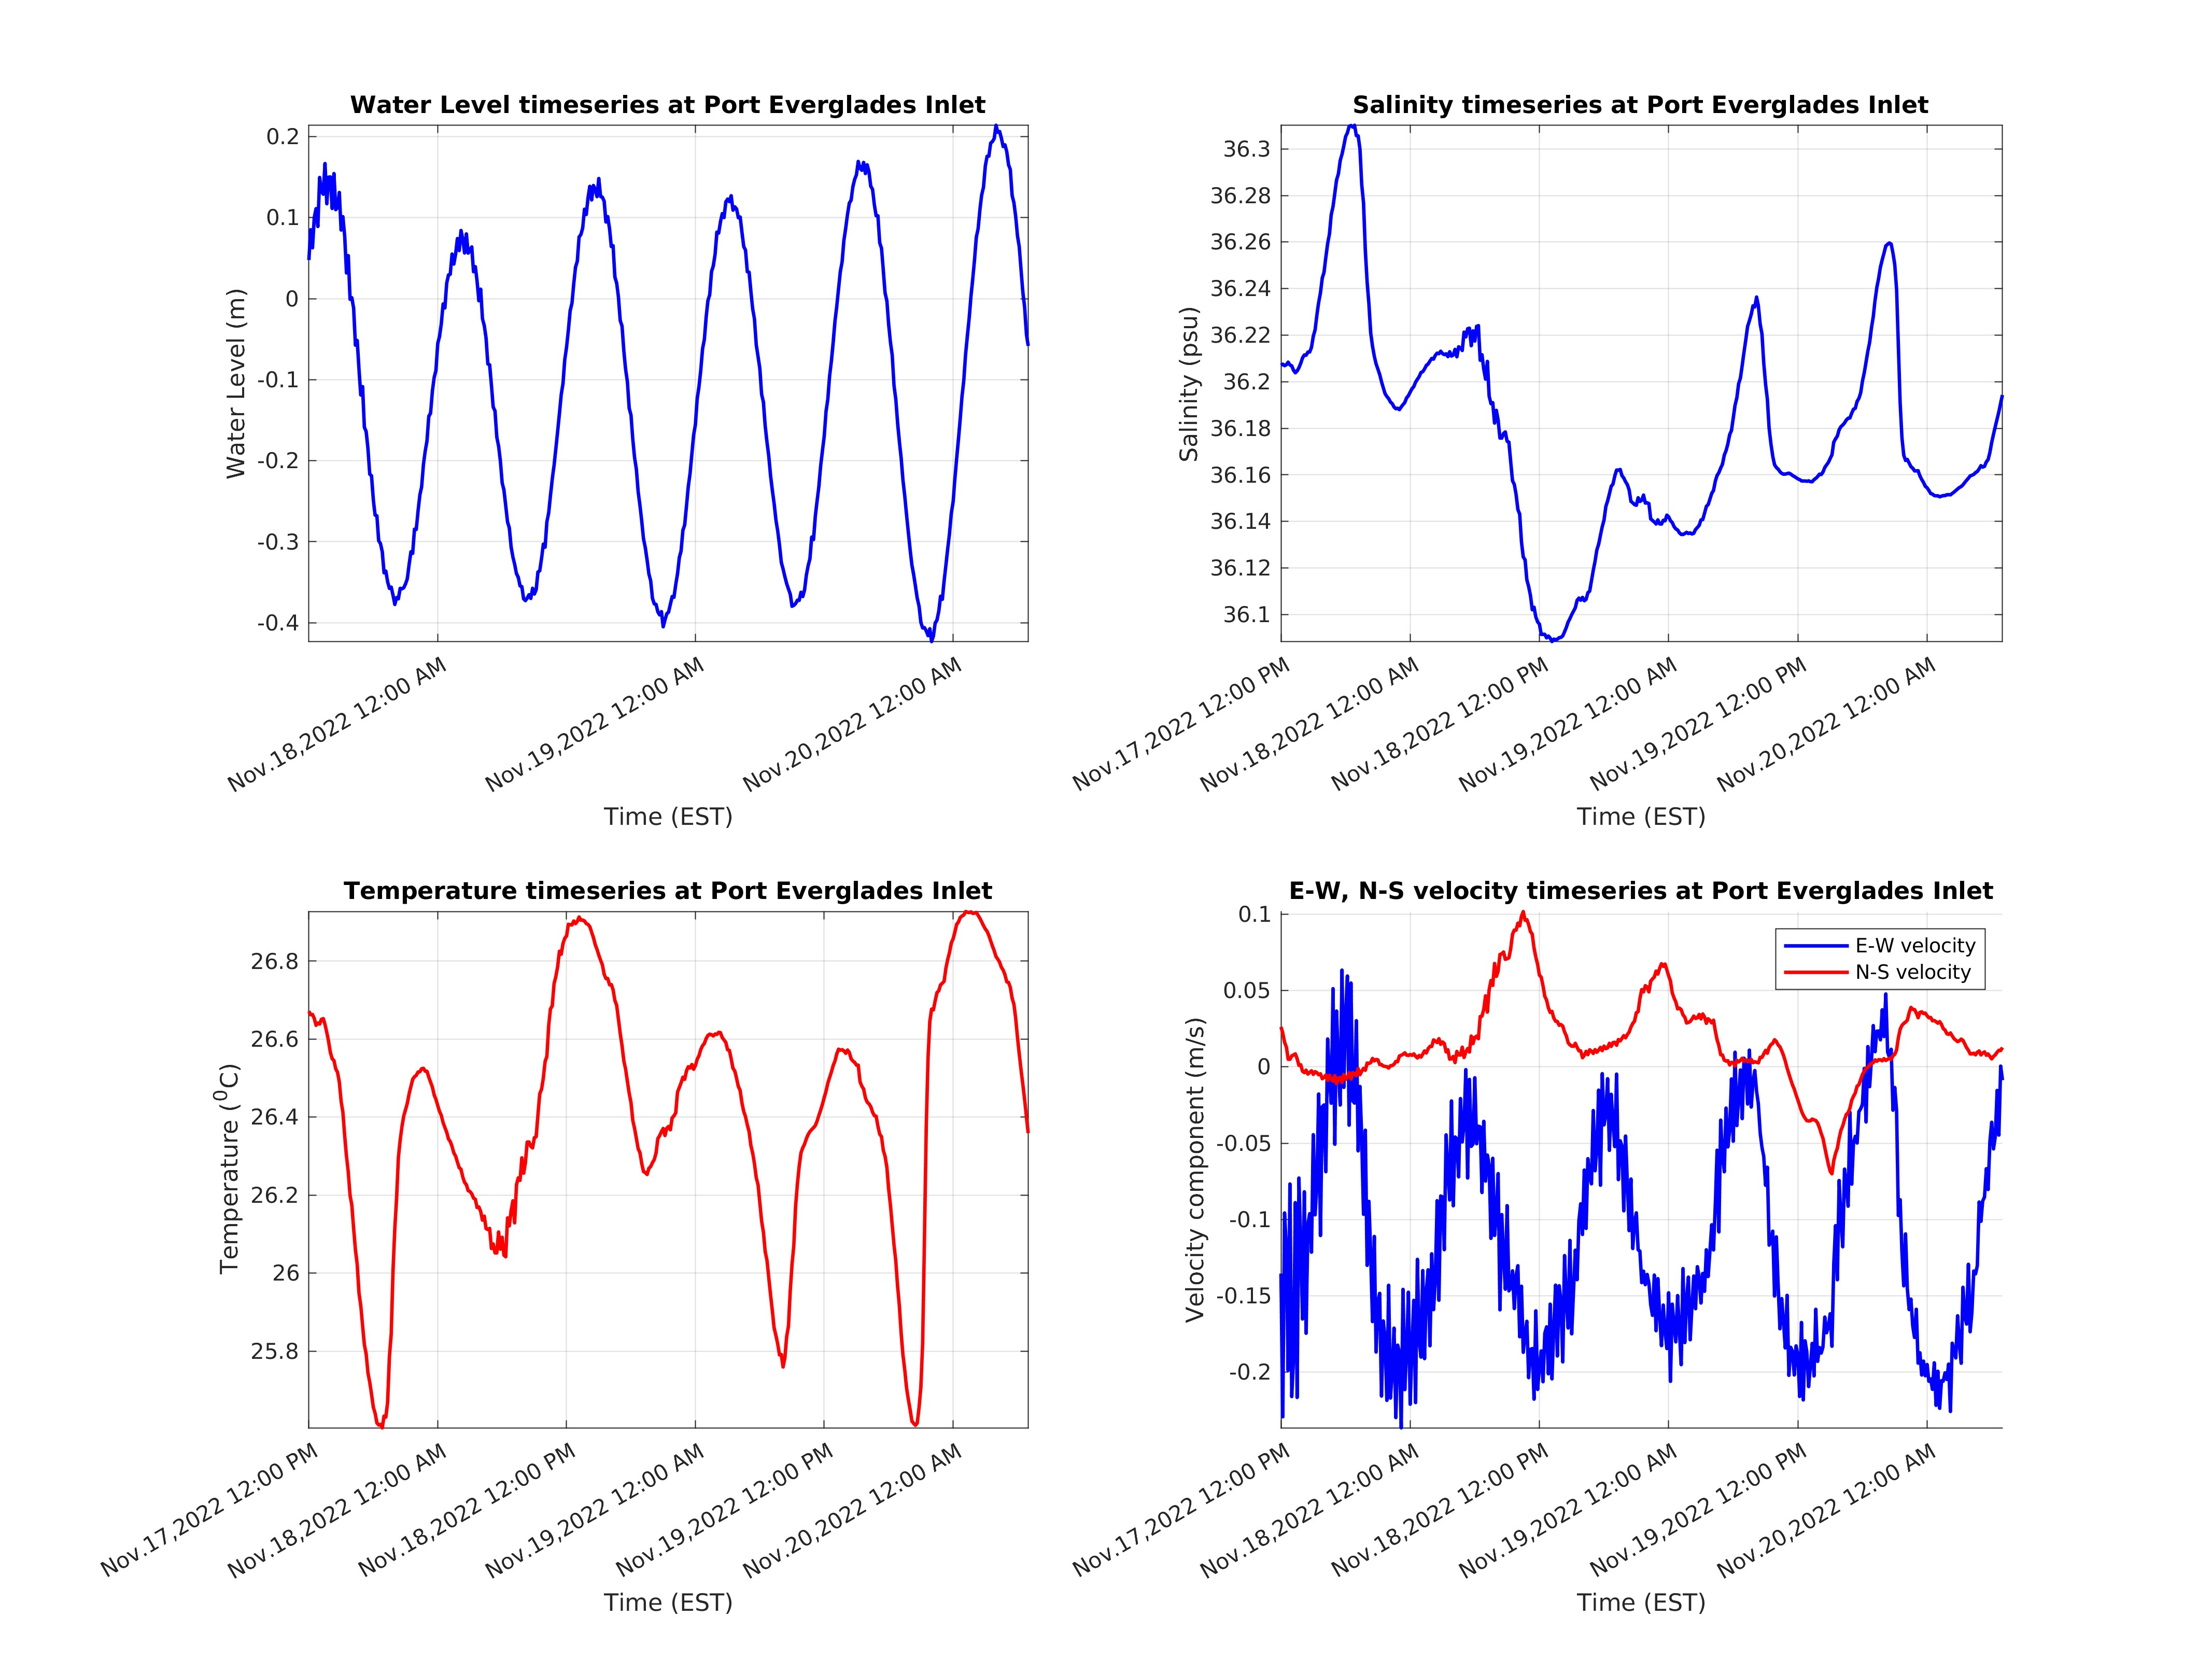 Water Level timeseries at Port Everglades Inlet
0.2
0.1
0
-0.1
-0.2
-0.3
-0.4
Water Level (m)
Nov.18,2022 12:00 AM
Nov.19,2022 12:00 AM
Nov.20,2022 12:00 AM
Time (EST)
Salinity timeseries at Port Everglades Inlet
36.3
36.28
36.26
36.24
36.22
36.2
36.18
36.16
36.14
36.12
36.1
Salinity (psu)
Nov.17,2022 12:00 PM
Nov.18,2022 12:00 AM
Nov.18,2022 12:00 PM
Nov.19,2022 12:00 AM
Nov.19,2022 12:00 PM
Nov.20,2022 12:00 AM
Time (EST)
Temperature timeseries at Port Everglades Inlet
26.8
26.6
26.4
26.2
26
25.8
Temperature (⁰C)
Nov.17,2022 12:00 PM
Nov.18,2022 12:00 AM
Nov.18,2022 12:00 PM
Nov.19,2022 12:00 AM
Nov.19,2022 12:00 PM
Nov.20,2022 12:00 AM
Time (EST)
E-W, N-S velocity timeseries at Port Everglades Inlet
E-W velocity
N-S velocity
0.1
0.05
0
-0.05
-0.1
-0.15
-0.2
Velocity component (m/s)
Nov.17,2022 12:00 PM
Nov.18,2022 12:00 AM
Nov.18,2022 12:00 PM
Nov.19,2022 12:00 AM
Nov.19,2022 12:00 PM
Nov.20,2022 12:00 AM
Time (EST)